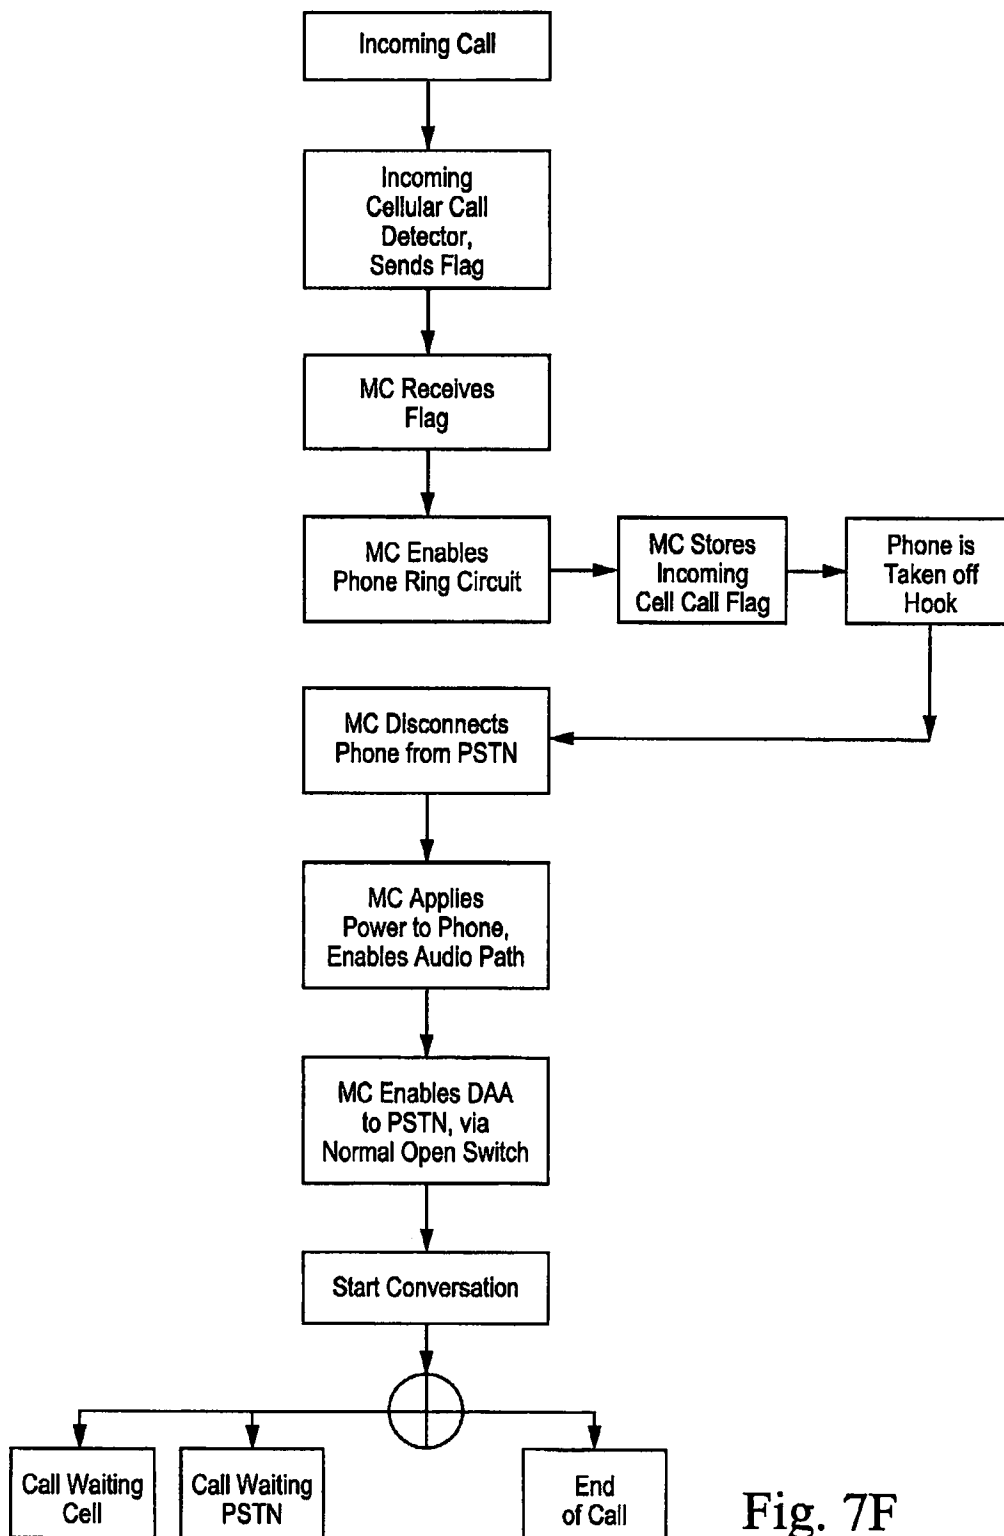 Incoming Call
Incoming
Cellular Call
Detector,
Sends Flag
MC Receives
Flag
MC Enables
Phone Ring Circuit
MC Stores
Incoming
Cell Call Flag
Phone is
Taken off
Hook
MC Disconnects
Phone from PSTN
MC Applies
Power to Phone,
Enables Audio Path
MC Enables DAA
to PSTN, via
Normal Open Switch
Start Conversation
Call Waiting
Cell
Call Waiting
PSTN
End
of Call
Fig. 7F